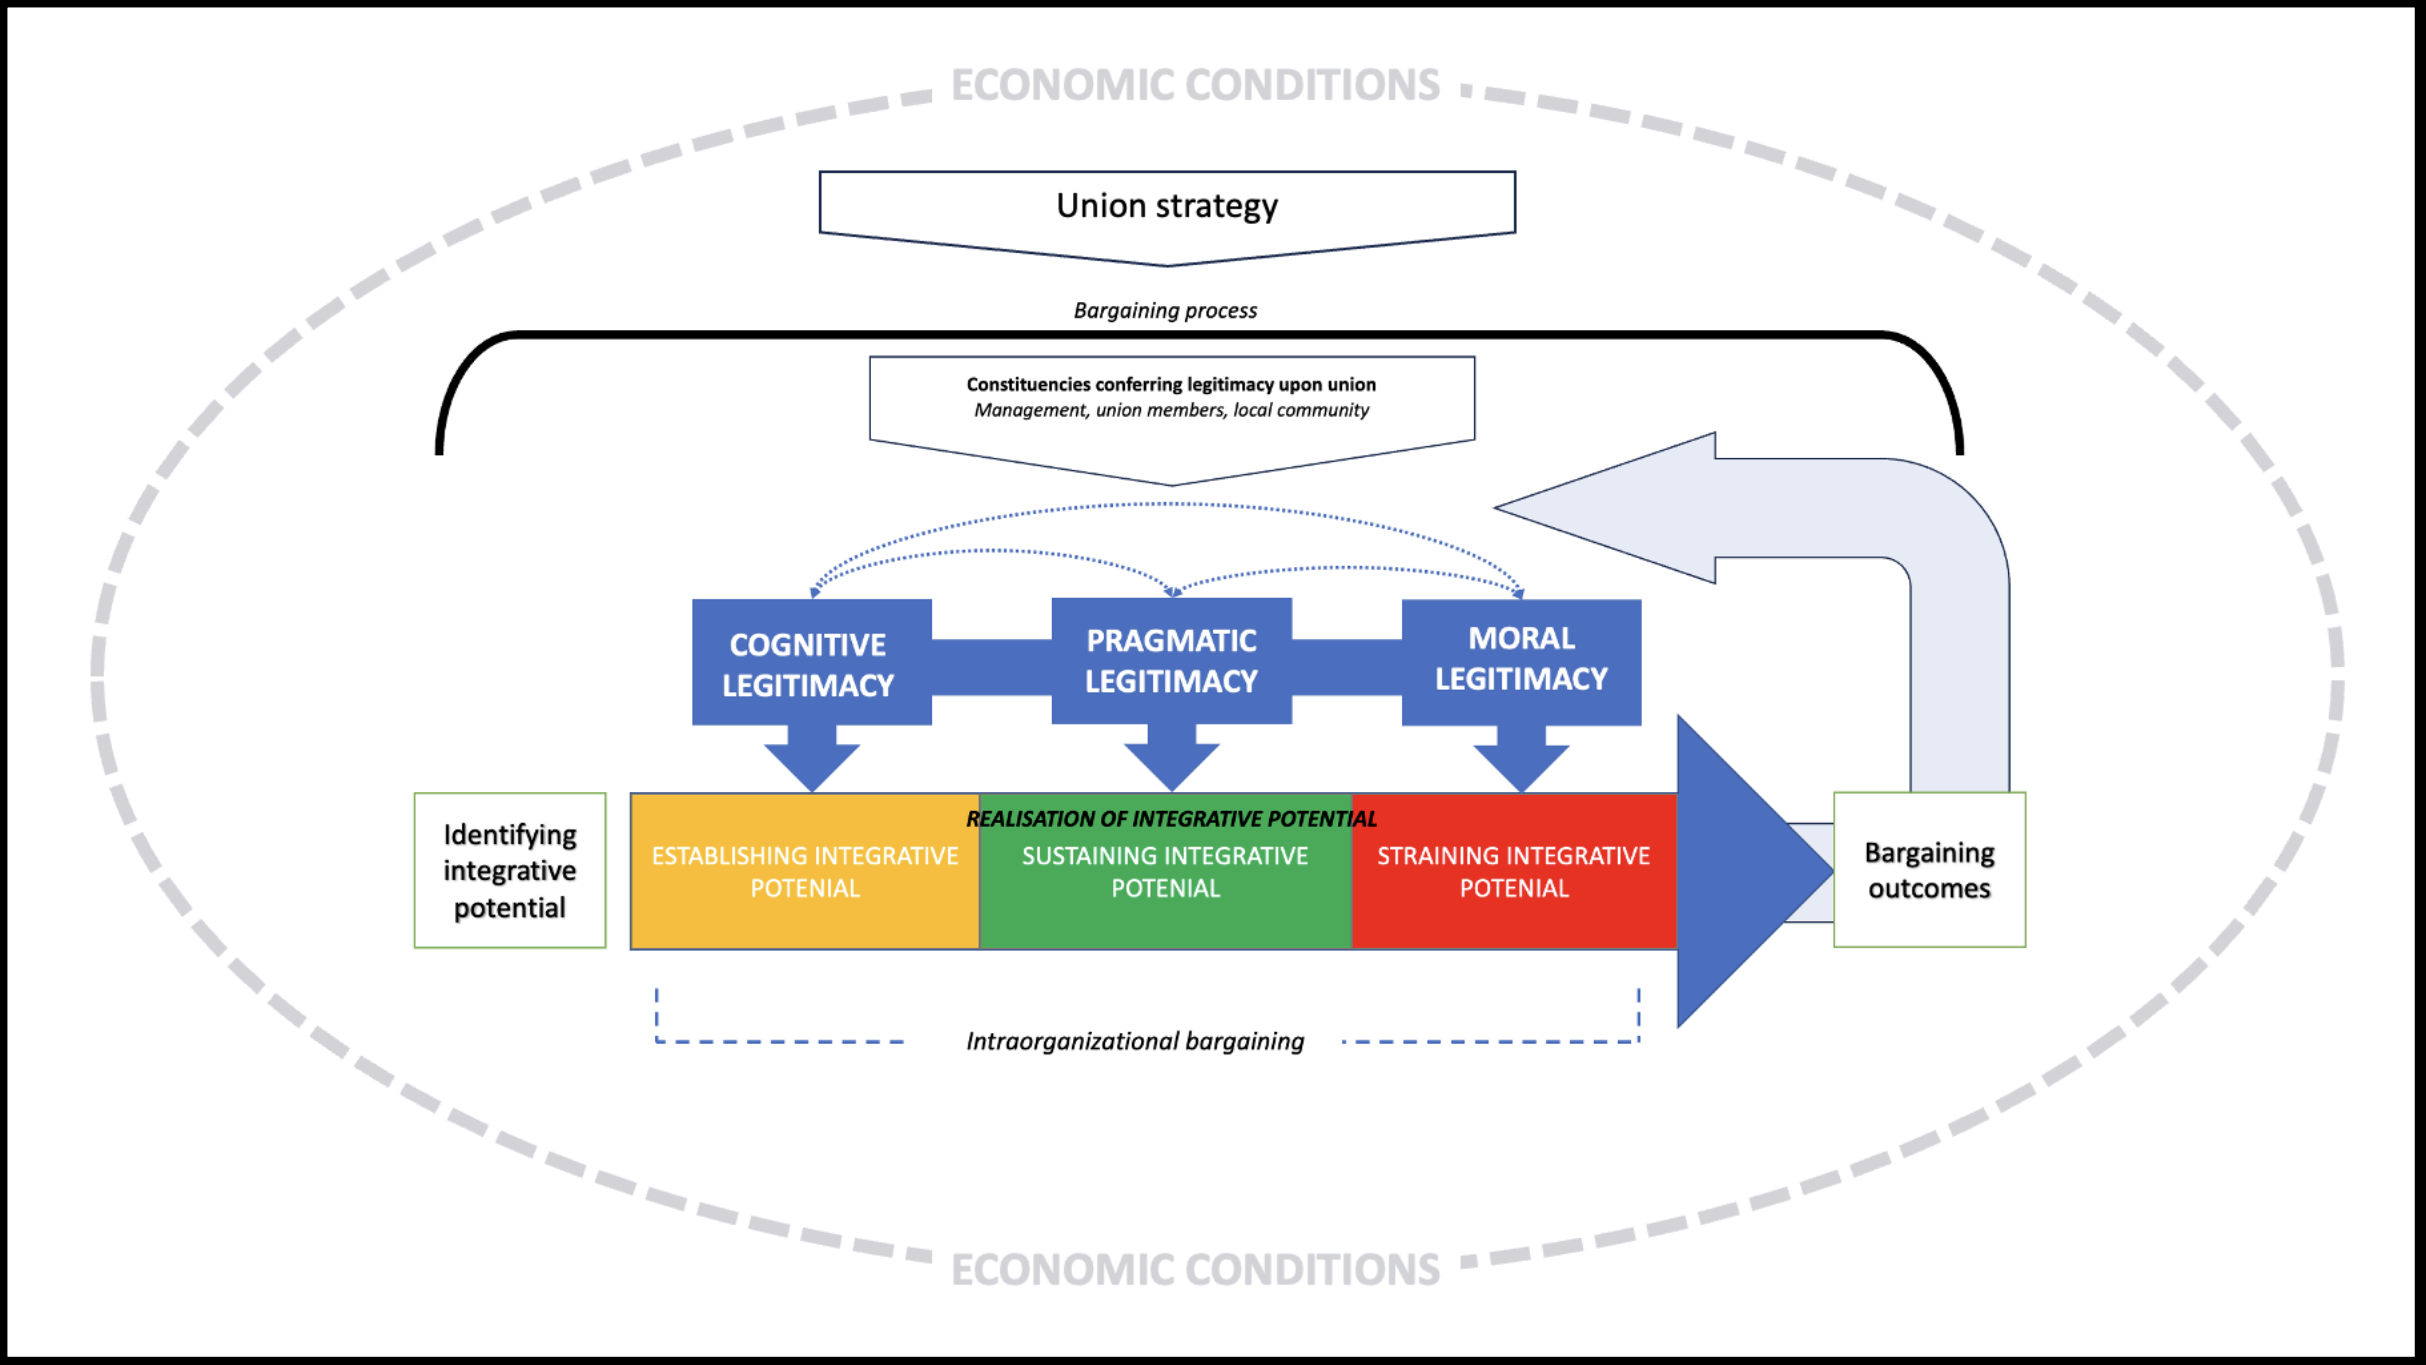 ECONOMIC CONDITIONS
Union strategy
Bargaining process
Constituencies conferring legitimacy upon union
Management, union members, local community
COGNITIVE
LEGITIMACY
PRAGMATIC
LEGITIMACY
MORAL
LEGITIMACY
Identifying
integrative
potential
REALISATION OF INTEGRATIVE POTENTIAL
ESTABLISHING INTEGRATIVE
POTENIAL
SUSTAINING INTEGRATIVE
POTENIAL
STRAINING INTEGRATIVE
POTENIAL
Bargaining
outcomes
Intraorganizational bargaining
ECONOMIC CONDITIONS